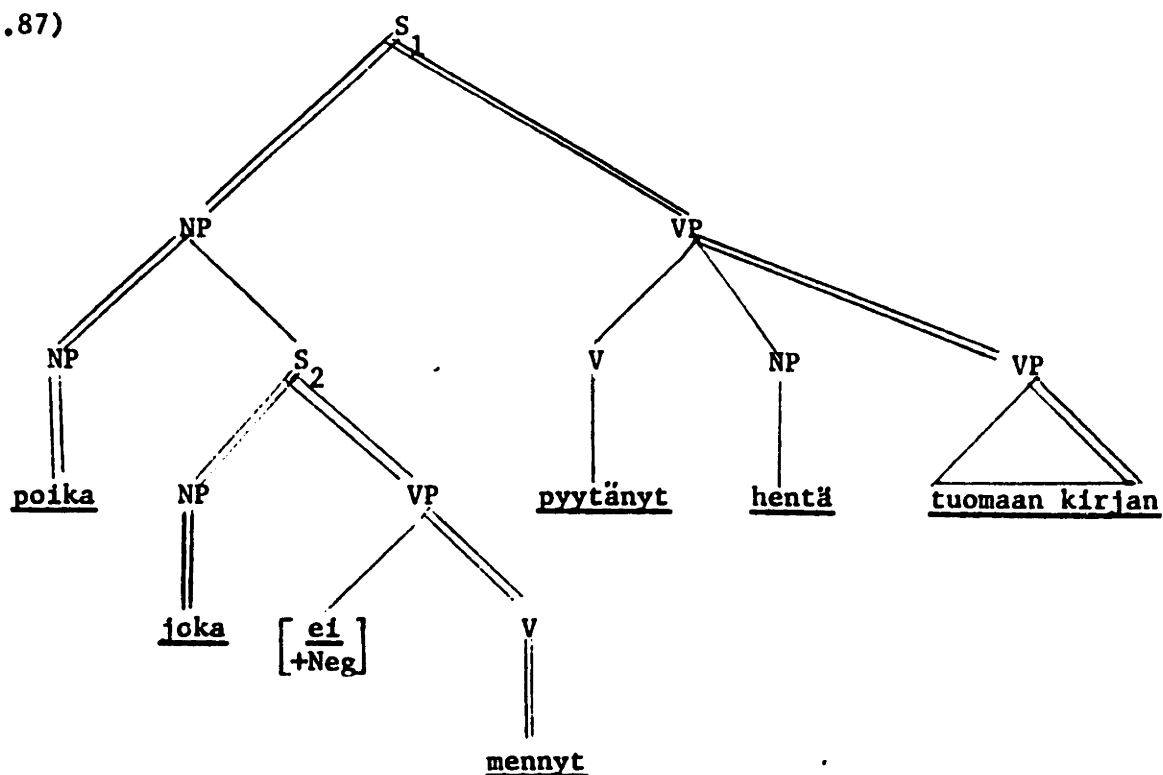 .87)
S1
NP VP
NP S2 V NP VP
poika NP VP pyytänyt hentä tuomaan kirjan
joka [ei +Neg] V
mennyt